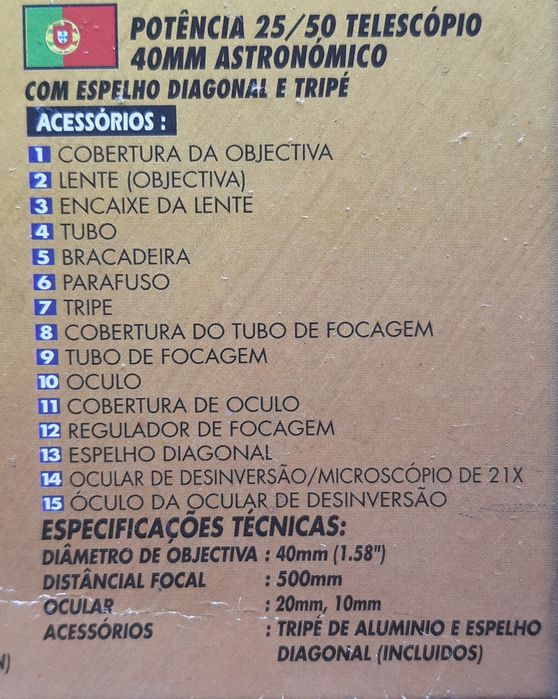 POTÊNCIA 25/50 TELESCÓPIO
40MM ASTRONÓMICO
COM ESPELHO DIAGONAL E TRIPÉ
ACESSÓRIOS :
1 COBERTURA DA OBJECTIVA
2 LENTE (OBJECTIVA)
3 ENCAIXE DA LENTE
4 TUBO
5 BRACADEIRA
6 PARAFUSO
7 TRIPE
8 COBERTURA DO TUBO DE FOCAGEM
9 TUBO DE FOCAGEM
10 OCULO
11 COBERTURA DE OCULO
12 REGULADOR DE FOCAGEM
13 ESPELHO DIAGONAL
14 OCULAR DE DESINVERSÃO/MICROSCÓPIO DE 21X
15 ÓCULO DA OCULAR DE DESINVERSÃO
ESPECIFICAÇÕES TÉCNICAS:
DIÂMETRO DE OBJECTIVA : 40mm (1.58")
DISTÂNCIAL FOCAL : 500mm
OCULAR : 20mm, 10mm
ACESSÓRIOS : TRIPÉ DE ALUMINIO E ESPELHO
DIAGONAL (INCLUIDOS)